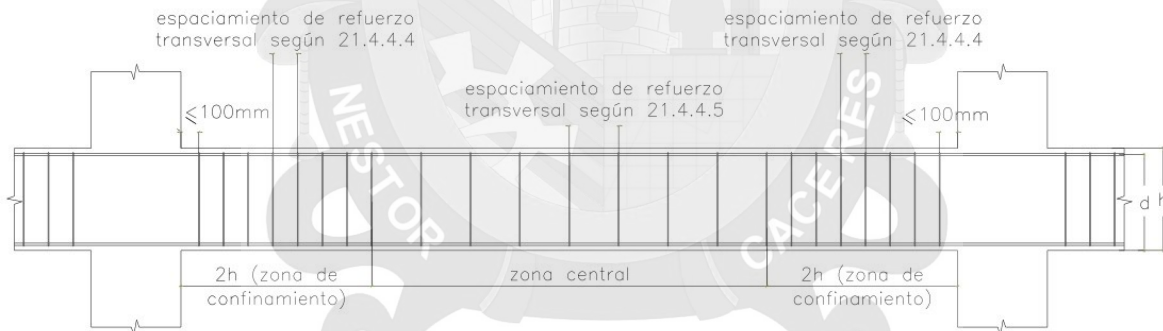 espaciamiento de refuerzo
transversal según 21.4.4.4
espaciamiento de refuerzo
transversal según 21.4.4.4
espaciamiento de refuerzo
transversal según 21.4.4.5
≤100mm
≤100mm
NESTOR
CACERES
d
h
2h (zona de
confinamiento)
zona central
2h (zona de
confinamiento)